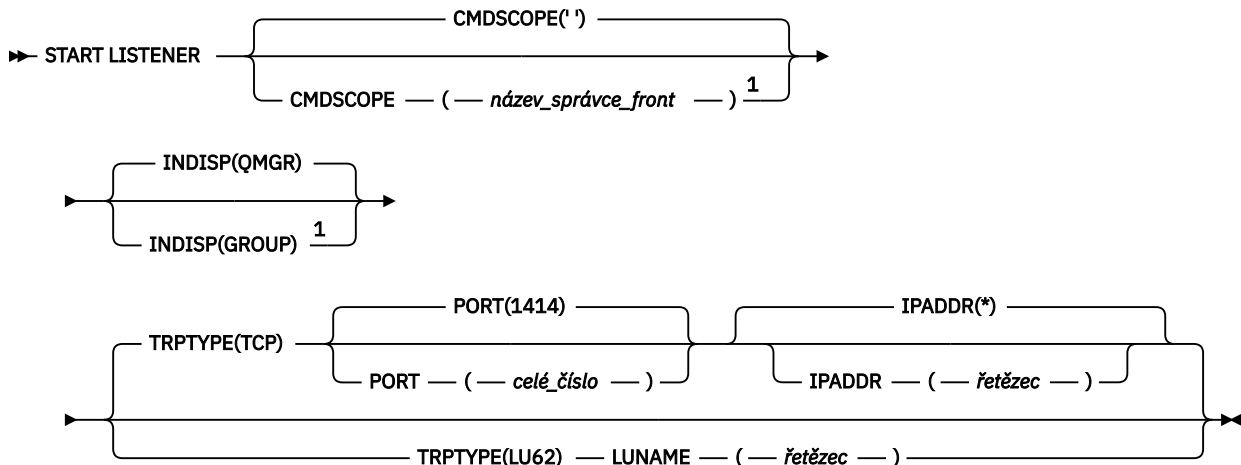 CMDSCOPE(' ')
START LISTENER
CMDSCOPE ( název_správce_front ) 1
INDISP(QMGR)
INDISP(GROUP) 1
PORT(1414) IPADDR(*)
TRPTYPE(TCP)
PORT ( celé_číslo ) IPADDR ( řetězec )
TRPTYPE(LU62) LUNAME ( řetězec )